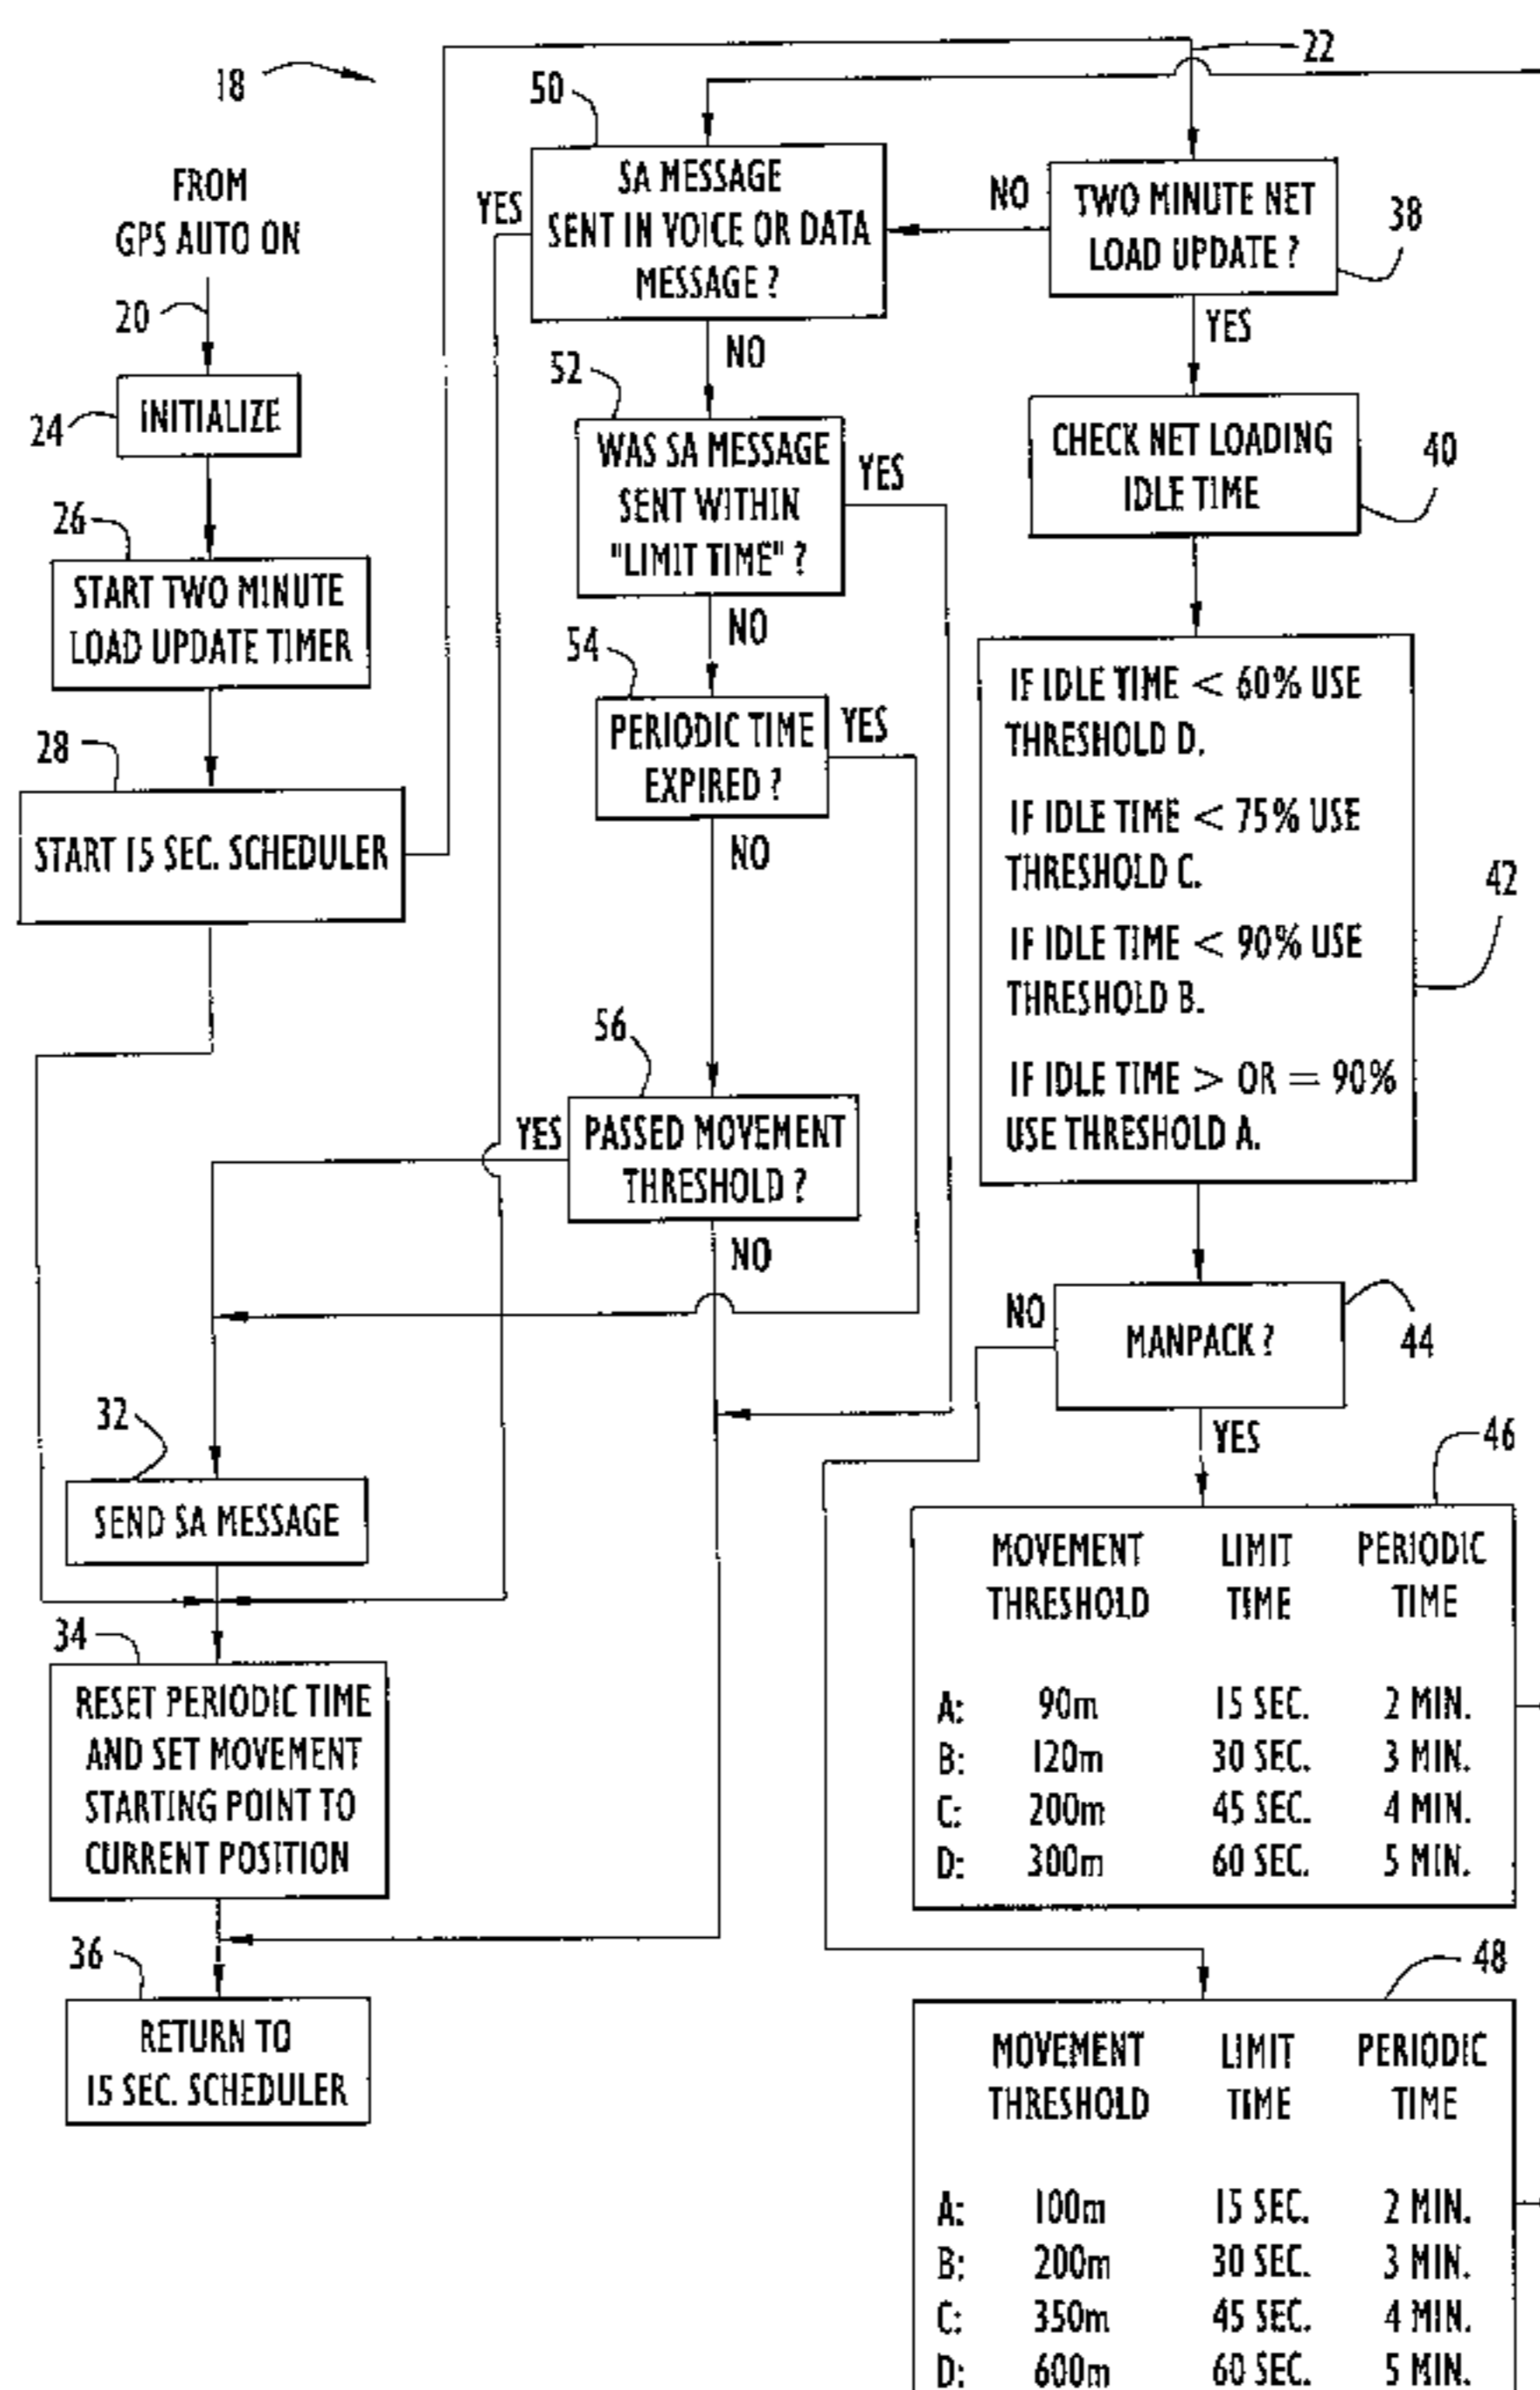 18
FROM
GPS AUTO ON
20
INITIALIZE
24
26
START TWO MINUTE
LOAD UPDATE TIMER
28
START 15 SEC. SCHEDULER
32
SEND SA MESSAGE
34
RESET PERIODIC TIME
AND SET MOVEMENT
STARTING POINT TO
CURRENT POSITION
36
RETURN TO
15 SEC. SCHEDULER
50
SA MESSAGE
SENT IN VOICE OR DATA
MESSAGE ?
YES
NO
52
WAS SA MESSAGE
SENT WITHIN
"LIMIT TIME" ?
YES
NO
54
PERIODIC TIME
EXPIRED ?
YES
NO
56
PASSED MOVEMENT
THRESHOLD ?
YES
NO
22
TWO MINUTE NET
LOAD UPDATE ?
NO
38
YES
CHECK NET LOADING
IDLE TIME
40
IF IDLE TIME < 60% USE
THRESHOLD D.
IF IDLE TIME < 75% USE
THRESHOLD C.
IF IDLE TIME < 90% USE
THRESHOLD B.
IF IDLE TIME > OR = 90%
USE THRESHOLD A.
42
NO
MANPACK ?
44
YES
46
MOVEMENT LIMIT PERIODIC
THRESHOLD TIME TIME
A: 90m 15 SEC. 2 MIN.
B: 120m 30 SEC. 3 MIN.
C: 200m 45 SEC. 4 MIN.
D: 300m 60 SEC. 5 MIN.
48
MOVEMENT LIMIT PERIODIC
THRESHOLD TIME TIME
A: 100m 15 SEC. 2 MIN.
B: 200m 30 SEC. 3 MIN.
C: 350m 45 SEC. 4 MIN.
D: 600m 60 SEC. 5 MIN.